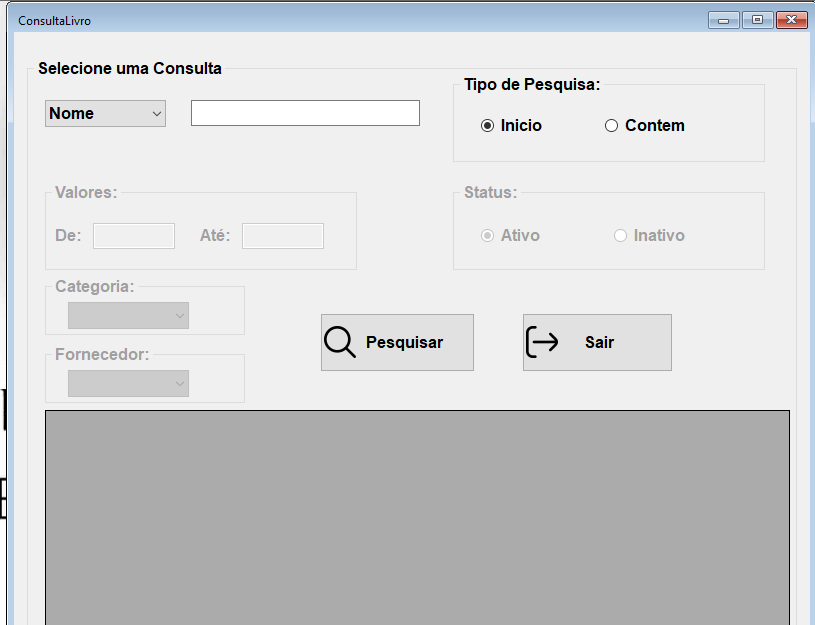 ConsultaLivro
Selecione uma Consulta
Nome
Tipo de Pesquisa:
Inicio
Contem
Valores:
De:
Até:
Status:
Ativo
Inativo
Categoria:
Fornecedor:
Pesquisar
Sair